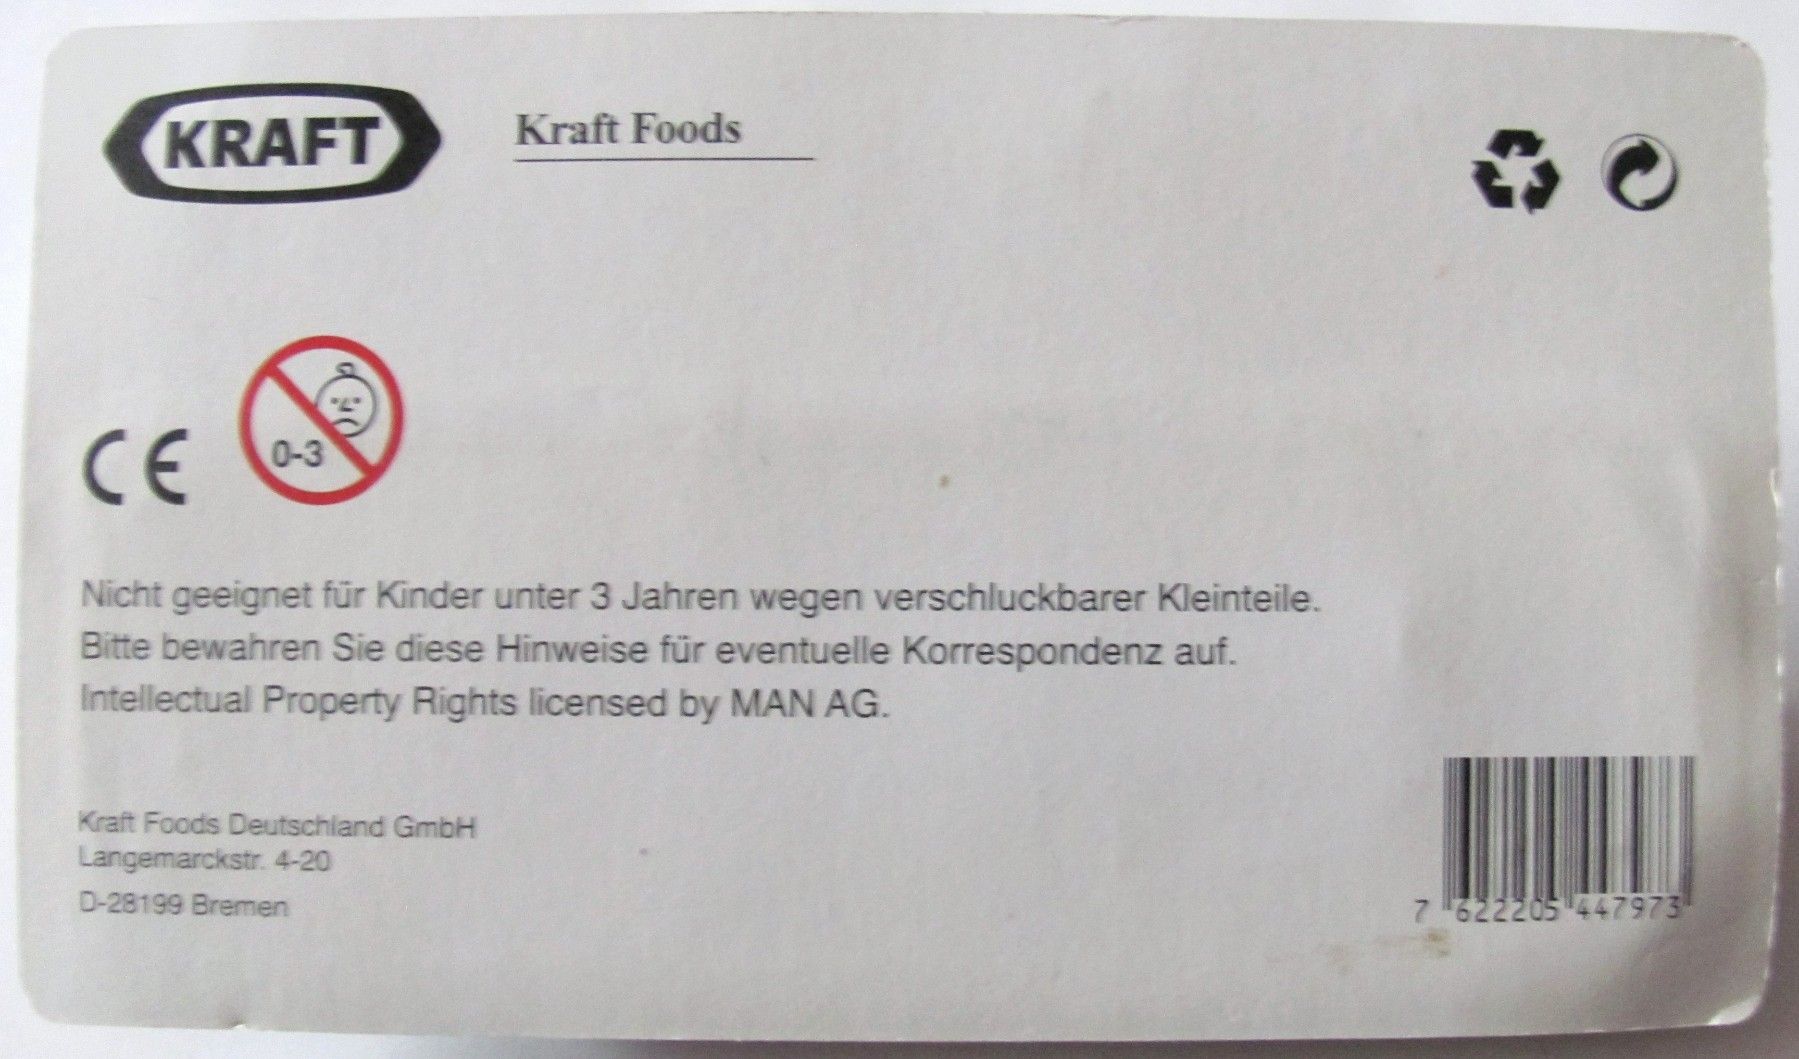 KRAFT
Kraft Foods
CE
0-3
Nicht geeignet für Kinder unter 3 Jahren wegen verschluckbarer Kleinteile.
Bitte bewahren Sie diese Hinweise für eventuelle Korrespondenz auf.
Intellectual Property Rights licensed by MAN AG.
Kraft Foods Deutschland GmbH
Langemarckstr. 4-20
D-28199 Bremen
7 622205 447973